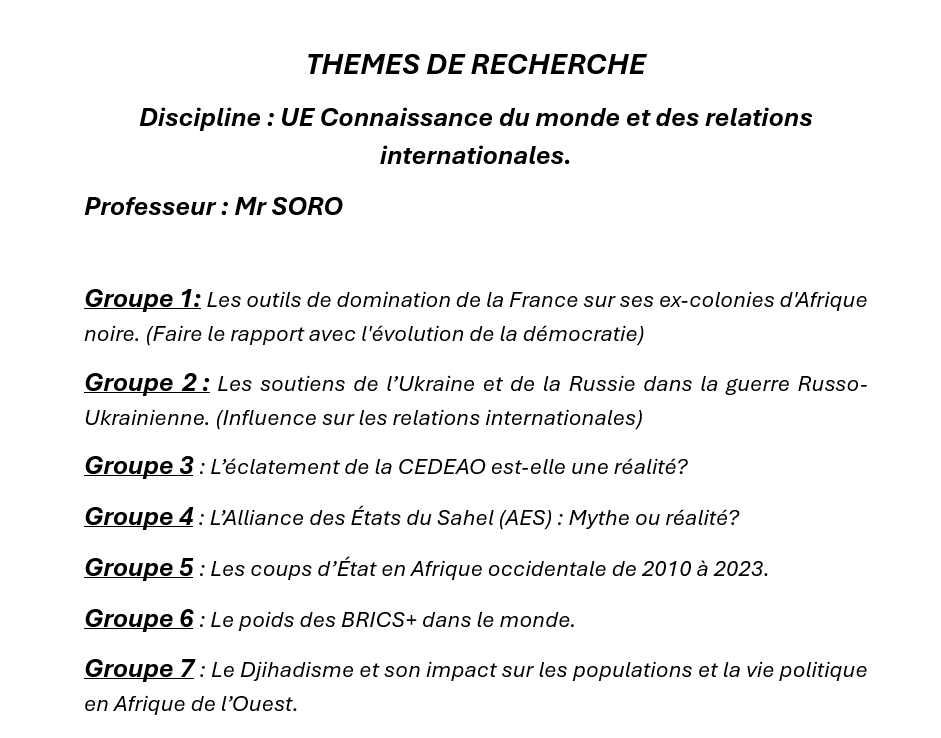 THEMES DE RECHERCHE
Discipline : UE Connaissance du monde et des relations
internationales.
Professeur : Mr SORO
Groupe 1: Les outils de domination de la France sur ses ex-colonies d'Afrique
noire. (Faire le rapport avec l'évolution de la démocratie)
Groupe 2 : Les soutiens de l’Ukraine et de la Russie dans la guerre Russo-
Ukrainienne. (Influence sur les relations internationales)
Groupe 3 : L’éclatement de la CEDEAO est-elle une réalité?
Groupe 4 : L’Alliance des États du Sahel (AES) : Mythe ou réalité?
Groupe 5 : Les coups d’État en Afrique occidentale de 2010 à 2023.
Groupe 6 : Le poids des BRICS+ dans le monde.
Groupe 7 : Le Djihadisme et son impact sur les populations et la vie politique
en Afrique de l’Ouest.